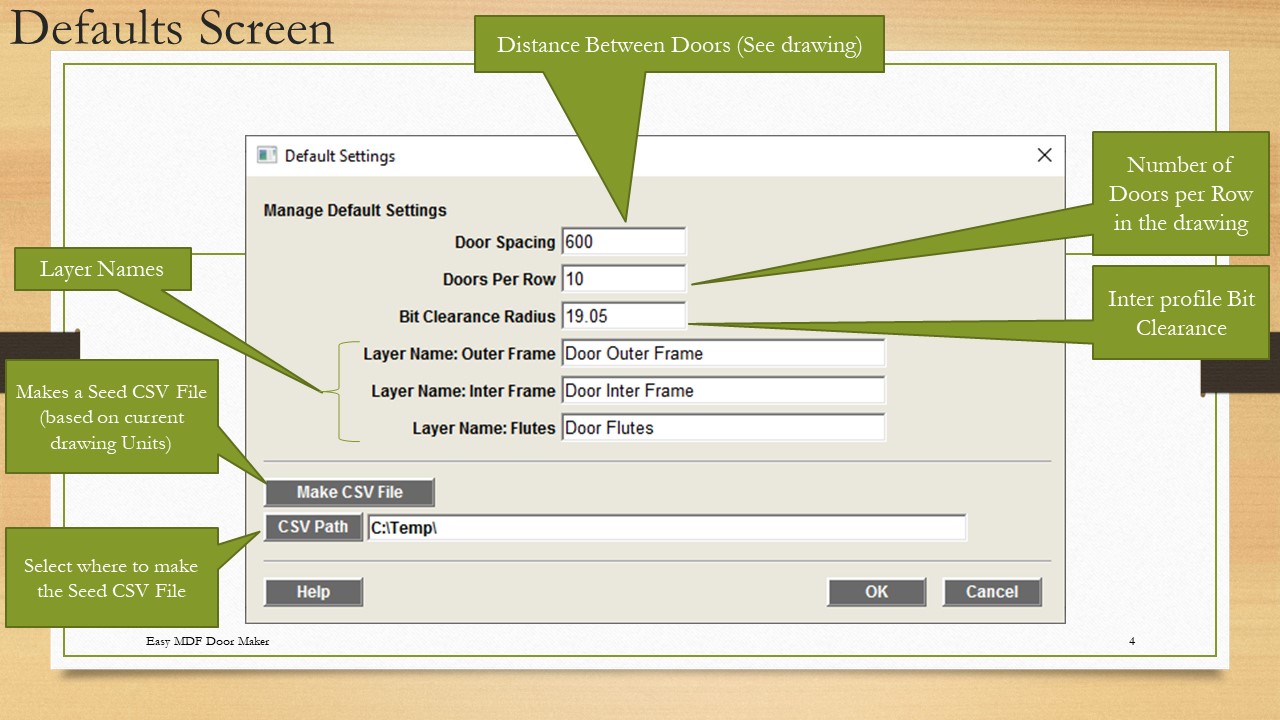 Defaults Screen
Distance Between Doors (See drawing)
Number of
Doors per Row
in the drawing
Inter profile Bit
Clearance
Layer Names
Makes a Seed CSV File
(based on current
drawing Units)
Select where to make
the Seed CSV File
Default Settings
Manage Default Settings
Door Spacing 600
Doors Per Row 10
Bit Clearance Radius 19.05
Layer Name: Outer Frame Door Outer Frame
Layer Name: Inter Frame Door Inter Frame
Layer Name: Flutes Door Flutes
Make CSV File
CSV Path C:\Temp\
Help OK Cancel
Easy MDF Door Maker 4